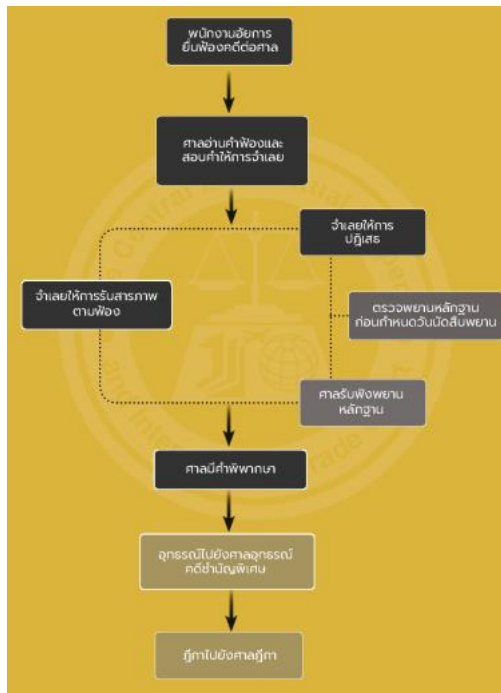 พนักงานอัยการ
ยื่นฟ้องคดีต่อศาล
ศาลอ่านคำฟ้องและ
สอบคำให้การจำเลย
จำเลยให้การ
ปฏิเสธ
จำเลยให้การรับสารภาพ
ตามฟ้อง
ตรวจพยานหลักฐาน
ก่อนกำหนดวันนัดสืบพยาน
ศาลรับฟังพยาน
หลักฐาน
ศาลมีคำพิพากษา
อุทธรณ์ไปยังศาลอุทธรณ์
คดีชำนัญพิเศษ
ฎีกาไปยังศาลฎีกา